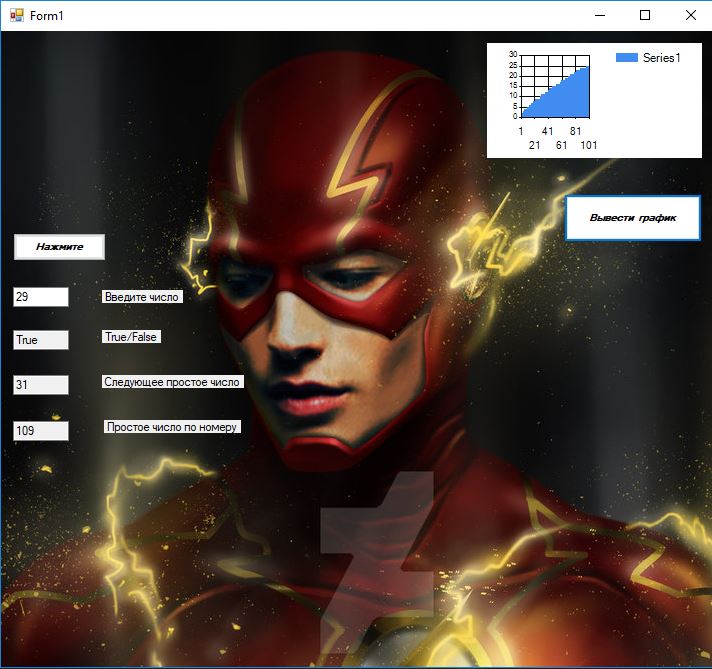 Form1
30
25
20
15
10
5
0
1 41 81
21 61 101
Series1
Вывести график
Нажмите
29 Введите число
True True/False
31 Следующее простое число
109 Простое число по номеру